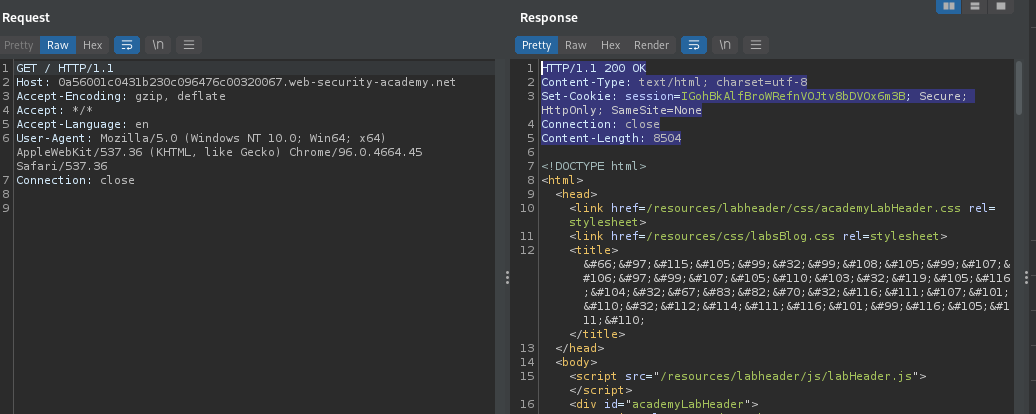 Request
Pretty Raw Hex \n
1 GET / HTTP/1.1
2 Host: 0a56001c0431b230c096476c00320067.web-security-academy.net
3 Accept-Encoding: gzip, deflate
4 Accept: */*
5 Accept-Language: en
6 User-Agent: Mozilla/5.0 (Windows NT 10.0; Win64; x64)
AppleWebKit/537.36 (KHTML, like Gecko) Chrome/96.0.4664.45
Safari/537.36
7 Connection: close
8
9
Response
Pretty Raw Hex Render \n
1 HTTP/1.1 200 OK
2 Content-Type: text/html; charset=utf-8
3 Set-Cookie: session=IGohBkAlfBroWRefnVOJtv8bDVOx6m3B; Secure;
HttpOnly; SameSite=None
4 Connection: close
5 Content-Length: 8504
6
7 <!DOCTYPE html>
8 <html>
9 <head>
10 <link href=/resources/labheader/css/academyLabHeader.css rel=
stylesheet>
11 <link href=/resources/css/labsBlog.css rel=stylesheet>
12 <title>
&#66;&#97;&#115;&#105;&#99;&#32;&#99;&#108;&#105;&#99;&#107;&
#106;&#97;&#99;&#107;&#105;&#110;&#103;&#32;&#119;&#105;&#116
;&#104;&#32;&#67;&#83;&#82;&#70;&#32;&#116;&#111;&#107;&#101;
&#110;&#32;&#112;&#114;&#111;&#116;&#101;&#99;&#116;&#105;&#1
11;&#110;
</title>
13 </head>
14 <body>
15 <script src="/resources/labheader/js/labHeader.js">
</script>
16 <div id="academyLabHeader">